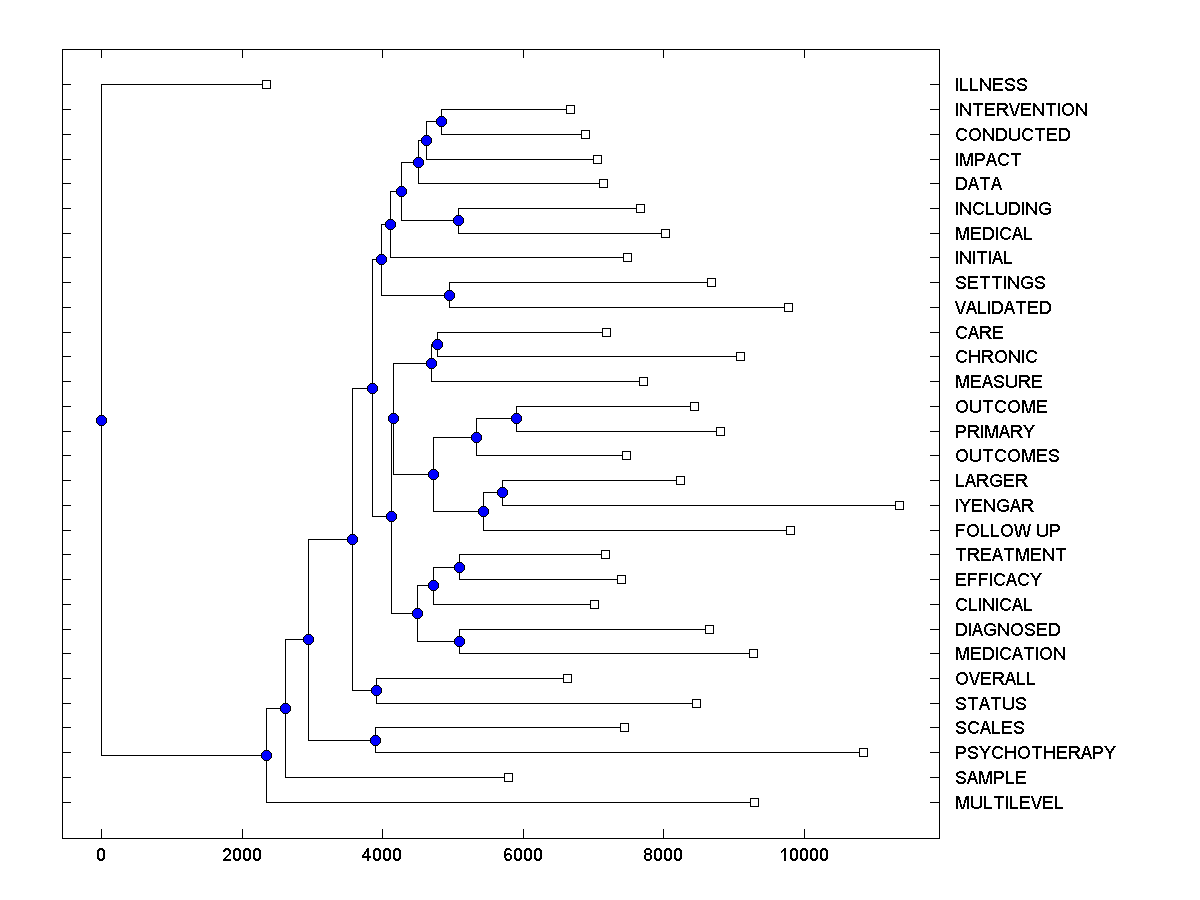 ILLNESS
INTERVENTION
CONDUCTED
IMPACT
DATA
INCLUDING
MEDICAL
INITIAL
SETTINGS
VALIDATED
CARE
CHRONIC
MEASURE
OUTCOME
PRIMARY
OUTCOMES
LARGER
IYENGAR
FOLLOW UP
TREATMENT
EFFICACY
CLINICAL
DIAGNOSED
MEDICATION
OVERALL
STATUS
SCALES
PSYCHOTHERAPY
SAMPLE
MULTILEVEL
0 2000 4000 6000 8000 10000